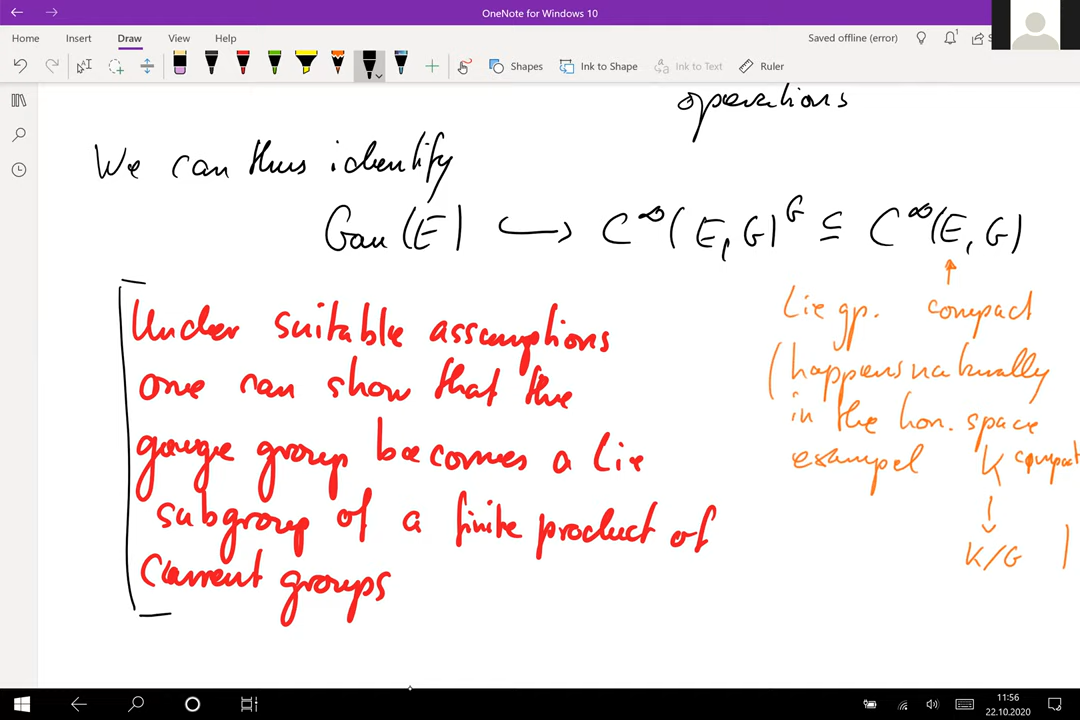 OneNote for Windows 10
Home Insert Draw View Help
Saved offline (error)
Shapes Ink to Shape Ink to Text Ruler
operations
We can thus identify
Gau(E) ↪ C^∞(E,G)^G ⊆ C^∞(E,G)
Under suitable assumptions
one can show that the
gauge group becomes a Lie
subgroup of a finite product of
Current groups
Lie gp. compact
(happens naturally
in the hom. space
exampel K compact
↓
K/G )
11:56
22.10.2020